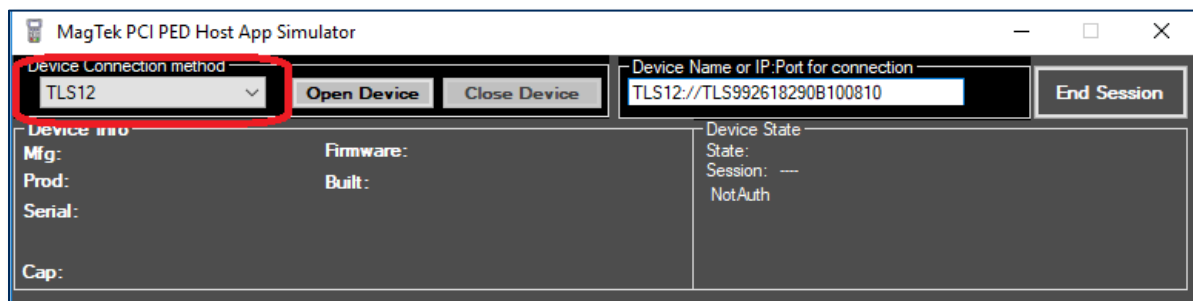 MagTek PCI PED Host App Simulator
Device Connection method
TLS12
Open Device
Close Device
Device Name or IP:Port for connection
TLS12://TLS992618290B100810
End Session
Device Info
Mfg:
Firmware:
Prod:
Built:
Serial:
Cap:
Device State
State:
Session: ----
NotAuth